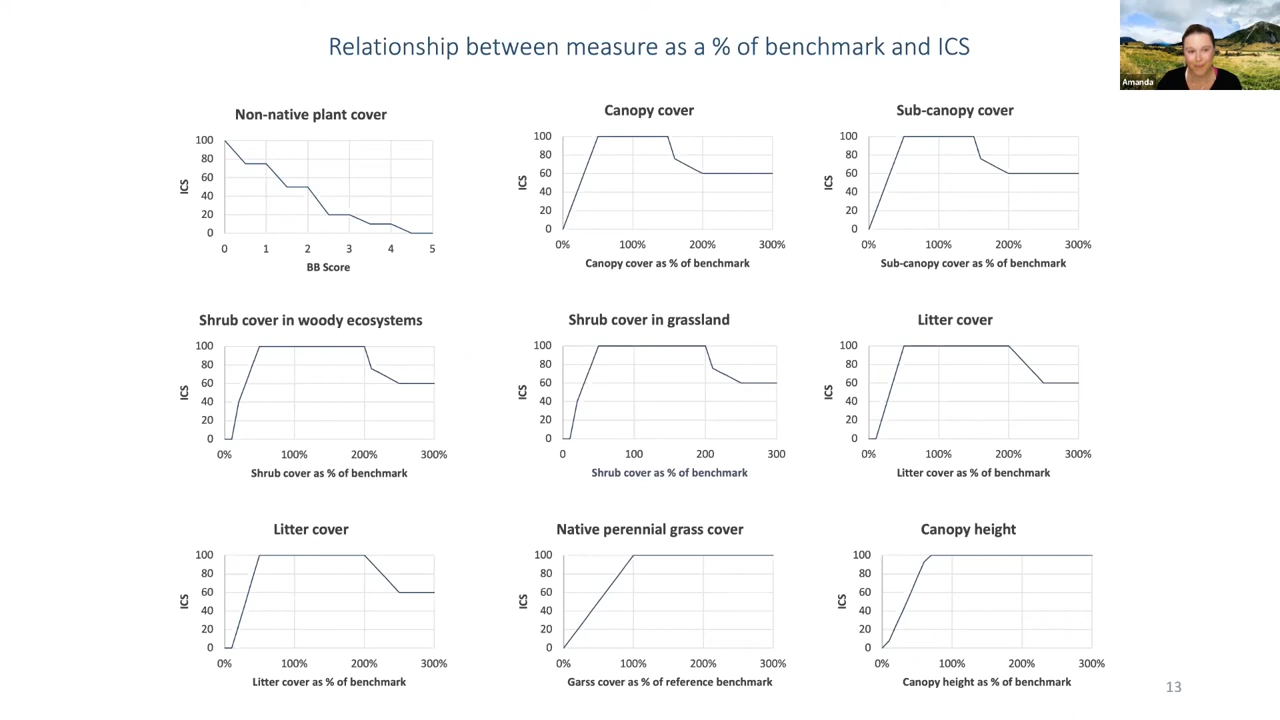 Relationship between measure as a % of benchmark and ICS
Amanda
Non-native plant cover
100
80
60
40
20
0
ICS
0 1 2 3 4 5
BB Score
Canopy cover
100
80
60
40
20
0
ICS
0% 100% 200% 300%
Canopy cover as % of benchmark
Sub-canopy cover
100
80
60
40
20
0
ICS
0% 100% 200% 300%
Sub-canopy cover as % of benchmark
Shrub cover in woody ecosystems
100
80
60
40
20
0
ICS
0% 100% 200% 300%
Shrub cover as % of benchmark
Shrub cover in grassland
100
80
60
40
20
0
ICS
0 100 200 300
Shrub cover as % of benchmark
Litter cover
100
80
60
40
20
0
ICS
0% 100% 200% 300%
Litter cover as % of benchmark
Litter cover
100
80
60
40
20
0
ICS
0% 100% 200% 300%
Litter cover as % of benchmark
Native perennial grass cover
100
80
60
40
20
0
ICS
0% 100% 200% 300%
Garss cover as % of reference benchmark
Canopy height
100
80
60
40
20
0
ICS
0% 100% 200% 300%
Canopy height as % of benchmark
13